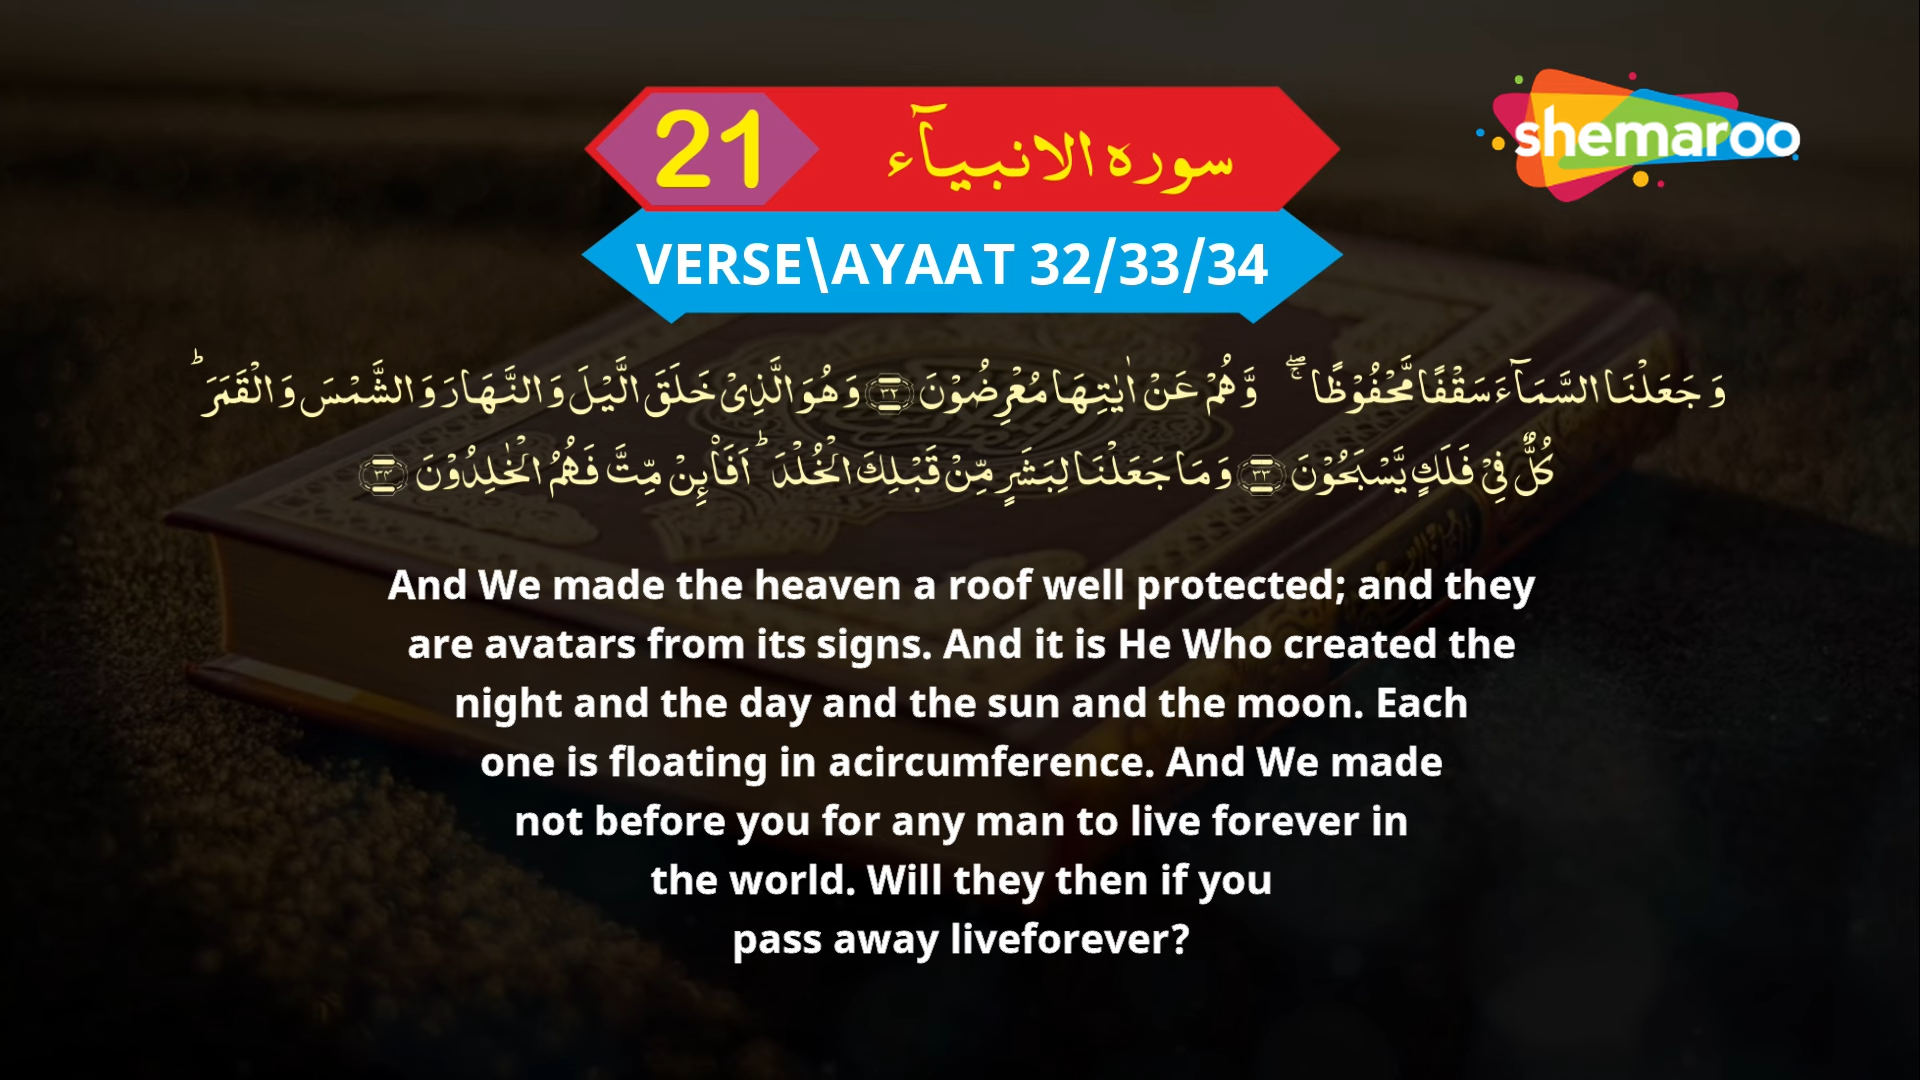 21 سوره الانبیآء
shemaroo
VERSE\AYAAT 32/33/34
وَ جَعَلْنَا السَّمَآءَ سَقْفًا مَّحْفُوْظًا ۖۚ وَّ هُمْ عَنْ اٰیٰتِهَا مُعْرِضُوْنَ ﴿۳۲﴾ وَ هُوَ الَّذِیْ خَلَقَ الَّیْلَ وَ النَّهَارَ وَ الشَّمْسَ وَ الْقَمَرَ ؕ
كُلٌّ فِیْ فَلَكٍ یَّسْبَحُوْنَ ﴿۳۳﴾ وَ مَا جَعَلْنَا لِبَشَرٍ مِّنْ قَبْلِكَ الْخُلْدَ ؕ اَفَاْىِٕنْ مِّتَّ فَهُمُ الْخٰلِدُوْنَ ﴿۳۴﴾
And We made the heaven a roof well protected; and they
are avatars from its signs. And it is He Who created the
night and the day and the sun and the moon. Each
one is floating in acircumference. And We made
not before you for any man to live forever in
the world. Will they then if you
pass away liveforever?